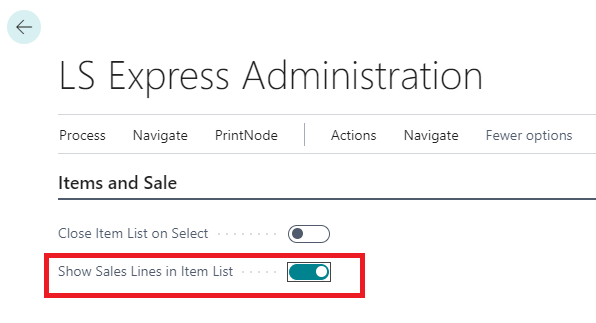 LS Express Administration
Process Navigate PrintNode Actions Navigate Fewer options
Items and Sale
Close Item List on Select
Show Sales Lines in Item List